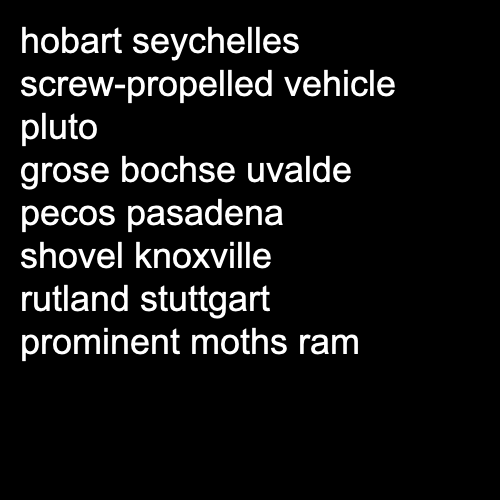 hobart seychelles
screw-propelled vehicle
pluto
grose bochse uvalde
pecos pasadena
shovel knoxville
rutland stuttgart
prominent moths ram